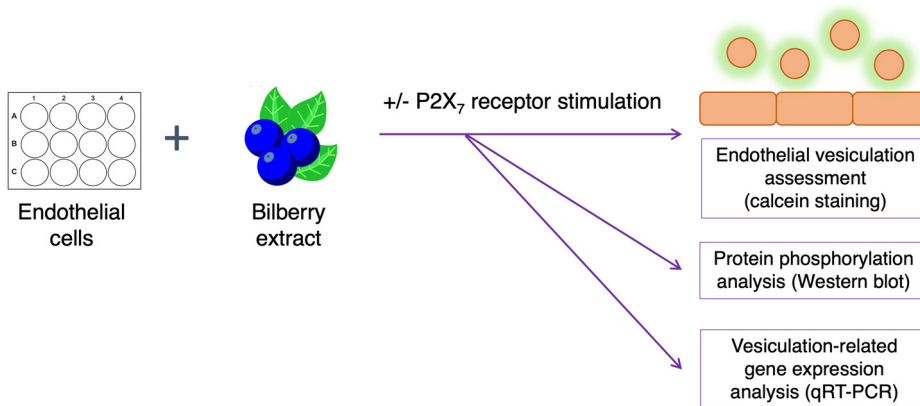 1 2 3 4
A
B
C
Endothelial
cells
+
Bilberry
extract
+/- P2X₇ receptor stimulation
Endothelial vesiculation
assessment
(calcein staining)
Protein phosphorylation
analysis (Western blot)
Vesiculation-related
gene expression
analysis (qRT-PCR)